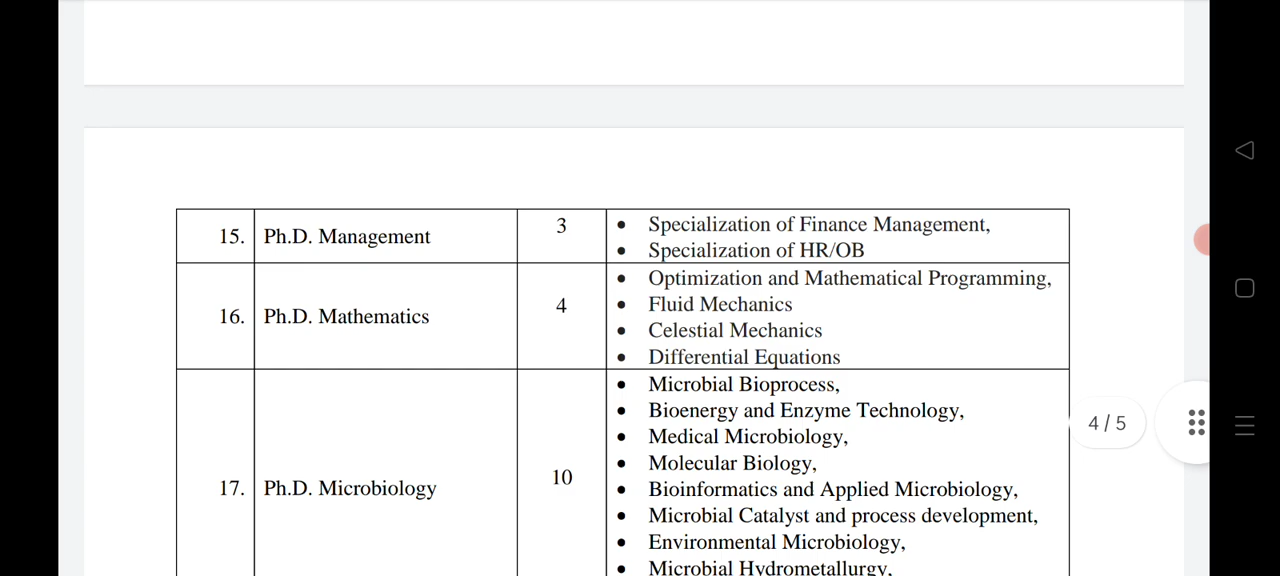 15. Ph.D. Management 3 • Specialization of Finance Management,
• Specialization of HR/OB
16. Ph.D. Mathematics 4 • Optimization and Mathematical Programming,
• Fluid Mechanics
• Celestial Mechanics
• Differential Equations
17. Ph.D. Microbiology 10 • Microbial Bioprocess,
• Bioenergy and Enzyme Technology,
• Medical Microbiology,
• Molecular Biology,
• Bioinformatics and Applied Microbiology,
• Microbial Catalyst and process development,
• Environmental Microbiology,
• Microbial Hydrometallurgy,
4 / 5